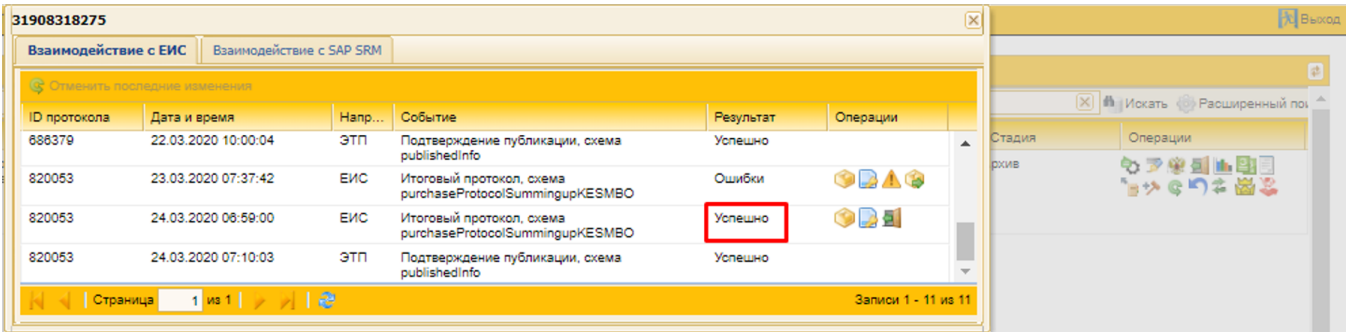 31908318275
Выход
Взаимодействие с ЕИС
Взаимодействие с SAP SRM
Отменить последние изменения
Искать
Расширенный
ID протокола
Дата и время
Напр...
Событие
Результат
Операции
Стадия
Операции
686379
22.03.2020 10:00:04
ЭТП
Подтверждение публикации, схема
publishedInfo
Успешно
рхив
820053
23.03.2020 07:37:42
ЕИС
Итоговый протокол, схема
purchaseProtocolSummingupKESMBO
Ошибки
820053
24.03.2020 06:59:00
ЕИС
Итоговый протокол, схема
purchaseProtocolSummingupKESMBO
Успешно
820053
24.03.2020 07:10:03
ЭТП
Подтверждение публикации, схема
publishedInfo
Успешно
Страница 1 из 1
Записи 1 - 11 из 11